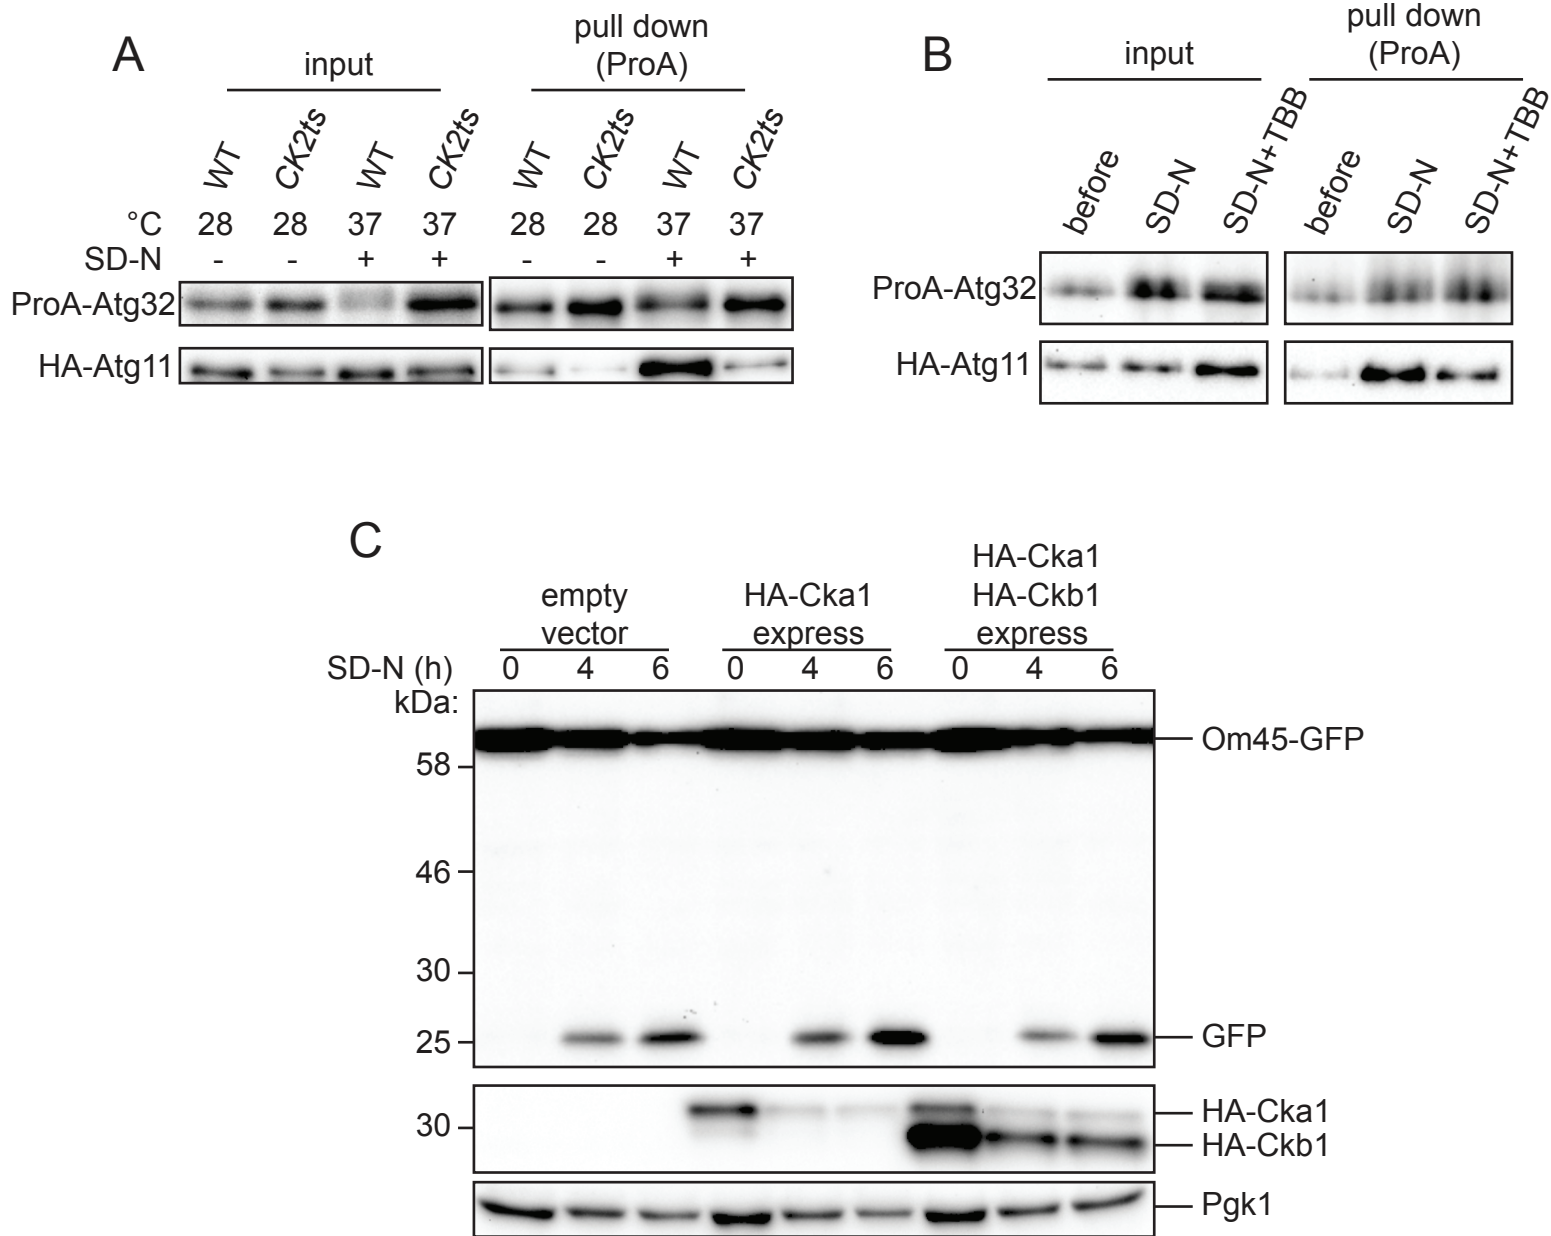 A
input
pull down
(ProA)
WT CK2ts WT CK2ts WT CK2ts WT CK2ts
°C 28 28 37 37 28 28 37 37
SD-N - - + + - - + +
ProA-Atg32
HA-Atg11
B
input
pull down
(ProA)
before SD-N SD-N+TBB before SD-N SD-N+TBB
ProA-Atg32
HA-Atg11
C
empty
vector
HA-Cka1
express
HA-Cka1
HA-Ckb1
express
SD-N (h) 0 4 6 0 4 6 0 4 6
kDa:
Om45-GFP
58
46
30
25
GFP
HA-Cka1
30
HA-Ckb1
Pgk1